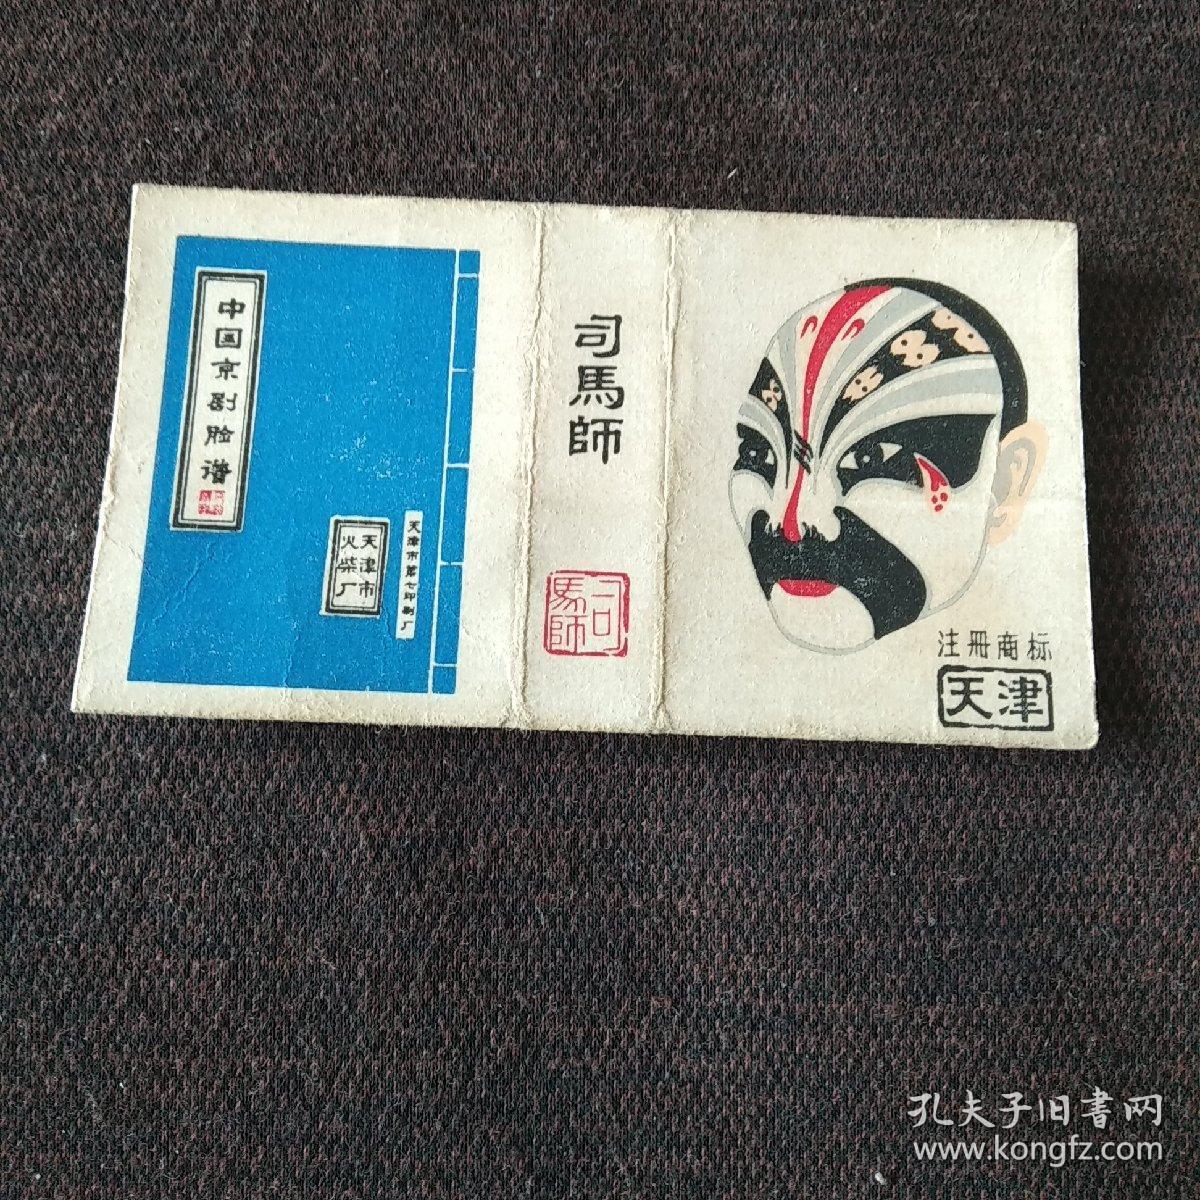 中国京剧脸谱
天津市
火柴厂
天津市第七印刷厂
司馬師
司馬師
注册商标
天津
孔夫子旧書网
www.kongfz.com